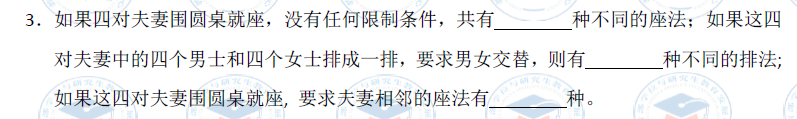 3．如果四对夫妻围圆桌就座，没有任何限制条件，共有________种不同的座法；如果这四
对夫妻中的四个男士和四个女士排成一排，要求男女交替，则有________种不同的排法;
如果这四对夫妻围圆桌就座, 要求夫妻相邻的座法有________种。